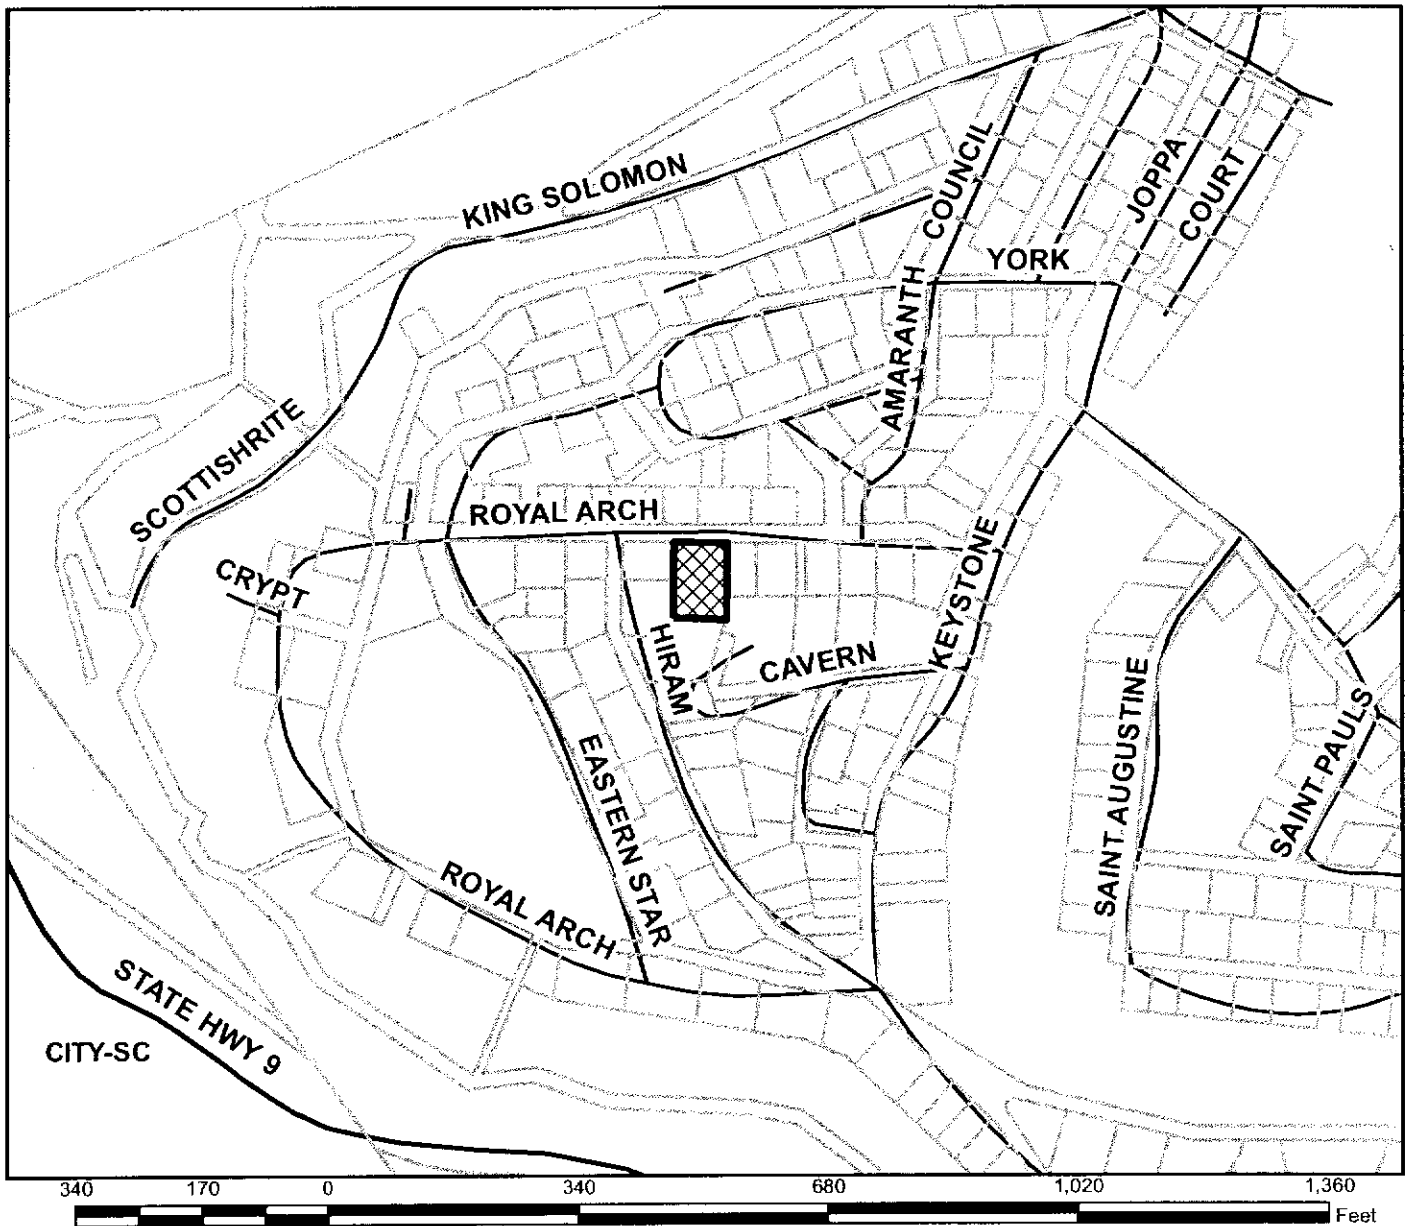 KING SOLOMON
COUNCIL
JOPPA
COURT
YORK
AMARANTH
SCOTTISHRITE
ROYAL ARCH
KEYSTONE
CRYPT
HIRAM
CAVERN
EASTERN STAR
SAINT AUGUSTINE
SAINT PAULS
ROYAL ARCH
STATE HWY 9
CITY-SC
340 170 0 340 680 1,020 1,360
Feet